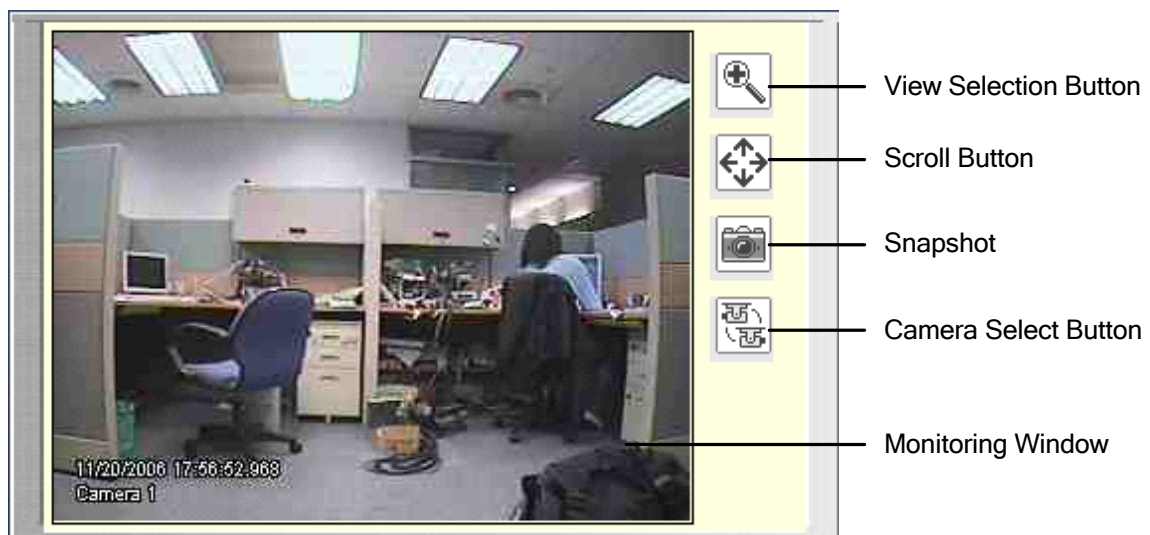 View Selection Button
Scroll Button
Snapshot
Camera Select Button
Monitoring Window
11/20/2006 17:56:52.968
Camera 1